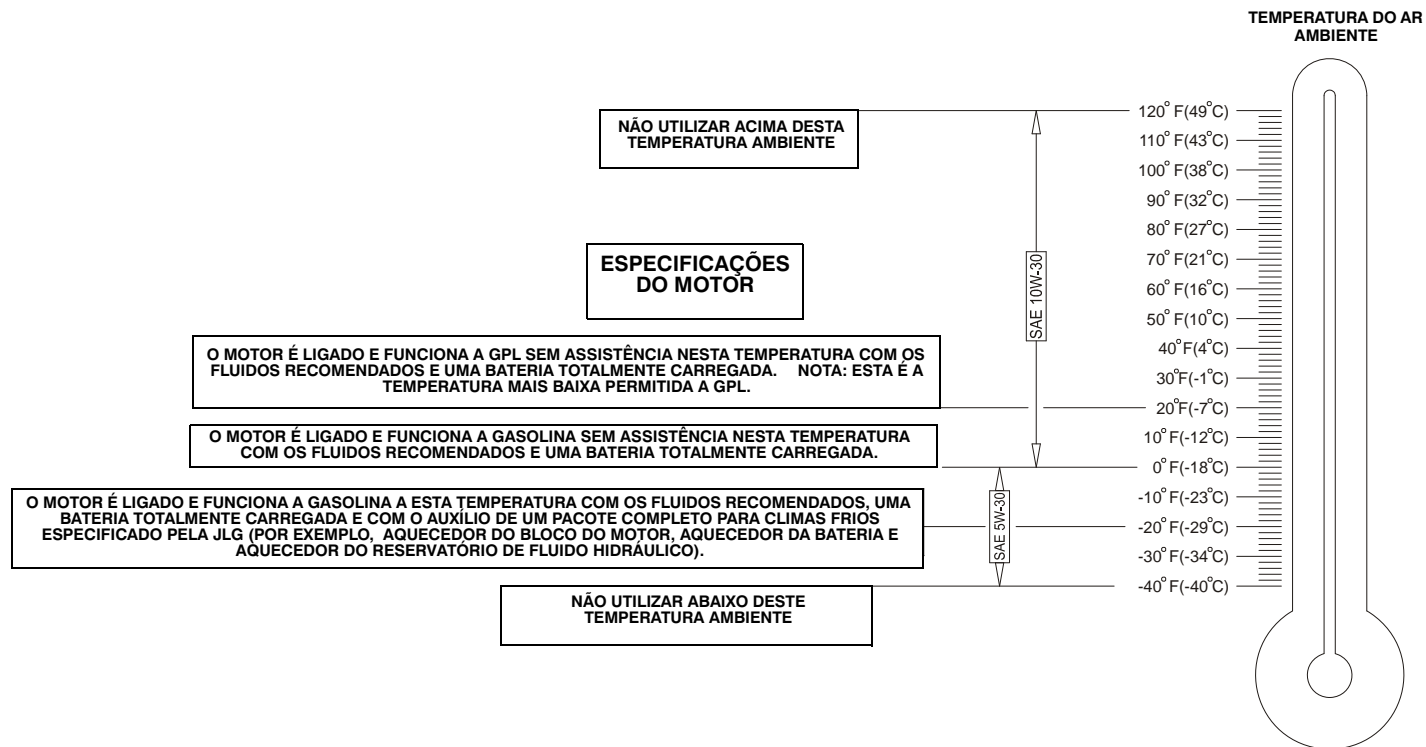 TEMPERATURA DO AR
AMBIENTE
NÃO UTILIZAR ACIMA DESTA
TEMPERATURA AMBIENTE
ESPECIFICAÇÕES
DO MOTOR
O MOTOR É LIGADO E FUNCIONA A GPL SEM ASSISTÊNCIA NESTA TEMPERATURA COM OS
FLUIDOS RECOMENDADOS E UMA BATERIA TOTALMENTE CARREGADA. NOTA: ESTA É A
TEMPERATURA MAIS BAIXA PERMITIDA A GPL.
O MOTOR É LIGADO E FUNCIONA A GASOLINA SEM ASSISTÊNCIA NESTA TEMPERATURA
COM OS FLUIDOS RECOMENDADOS E UMA BATERIA TOTALMENTE CARREGADA.
O MOTOR É LIGADO E FUNCIONA A GASOLINA A ESTA TEMPERATURA COM OS FLUIDOS RECOMENDADOS, UMA
BATERIA TOTALMENTE CARREGADA E COM O AUXÍLIO DE UM PACOTE COMPLETO PARA CLIMAS FRIOS
ESPECIFICADO PELA JLG (POR EXEMPLO, AQUECEDOR DO BLOCO DO MOTOR, AQUECEDOR DA BATERIA E
AQUECEDOR DO RESERVATÓRIO DE FLUIDO HIDRÁULICO).
NÃO UTILIZAR ABAIXO DESTE
TEMPERATURA AMBIENTE
SAE 10W-30
SAE 5W-30
120° F(49°C)
110° F(43°C)
100° F(38°C)
90° F(32°C)
80° F(27°C)
70° F(21°C)
60° F(16°C)
50° F(10°C)
40°F(4°C)
30°F(-1°C)
20°F(-7°C)
10°F(-12°C)
0°F(-18°C)
-10° F(-23°C)
-20° F(-29°C)
-30° F(-34°C)
-40° F(-40°C)